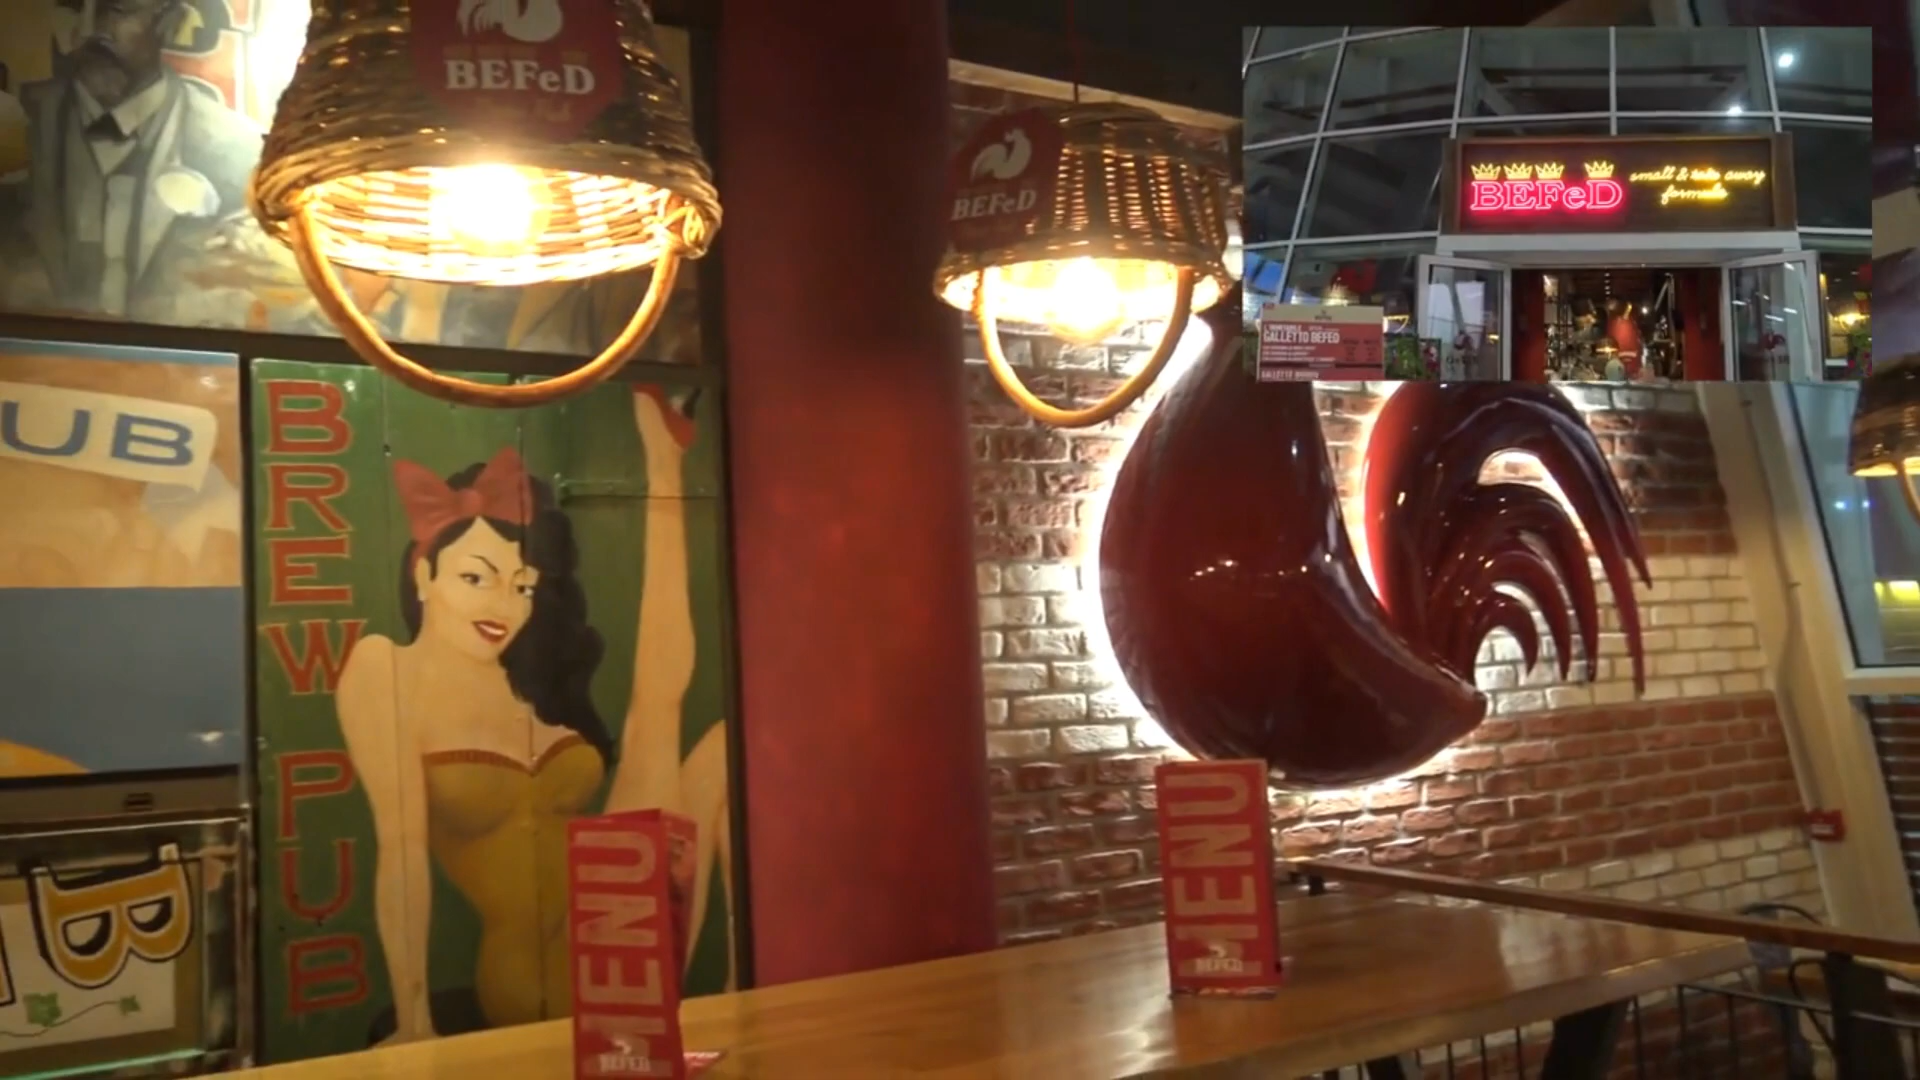 BEFeD
BEFeD
BEFeD small & take away
formula
GALLETTO BEFED
UB
BREW PUB
MENU
BEFED
MENU
BEFED
B